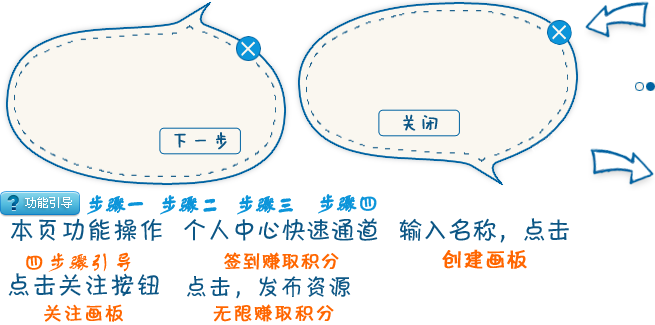 下一步
关闭
? 功能引导 步骤一 步骤二 步骤三 步骤四
本页功能操作 个人中心快速通道 输入名称，点击
四步骤引导 签到赚取积分 创建画板
点击关注按钮 点击，发布资源
关注画板 无限赚取积分